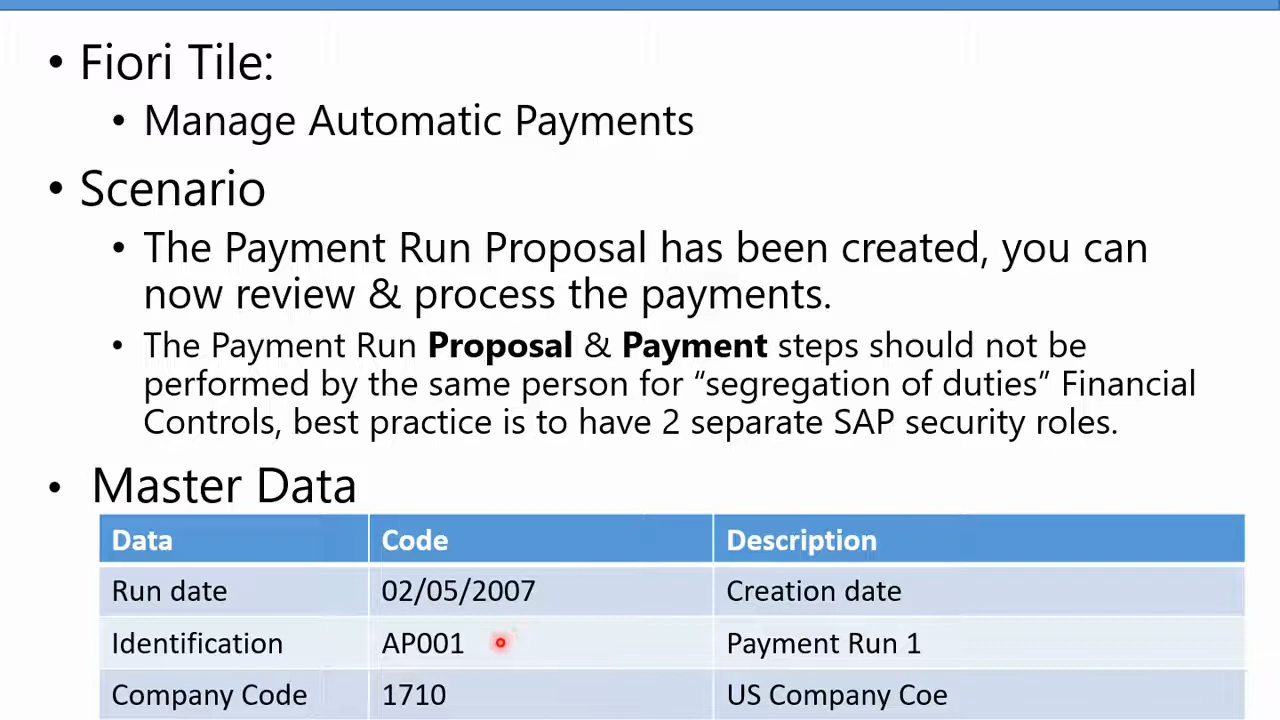 • Fiori Tile:
• Manage Automatic Payments
• Scenario
• The Payment Run Proposal has been created, you can
now review & process the payments.
• The Payment Run Proposal & Payment steps should not be
performed by the same person for “segregation of duties” Financial
Controls, best practice is to have 2 separate SAP security roles.
• Master Data
Data Code Description
Run date 02/05/2007 Creation date
Identification AP001 Payment Run 1
Company Code 1710 US Company Coe